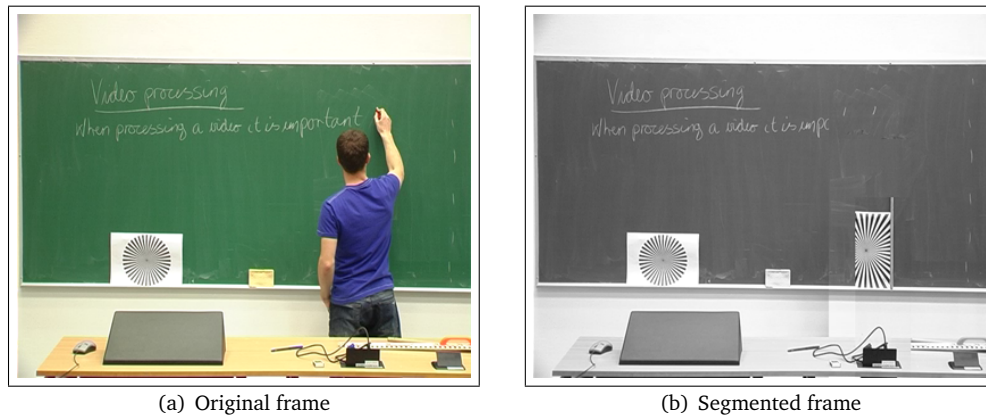 Video processing
When processing a video it is important
(a) Original frame
Video processing
When processing a video it is impo
(b) Segmented frame